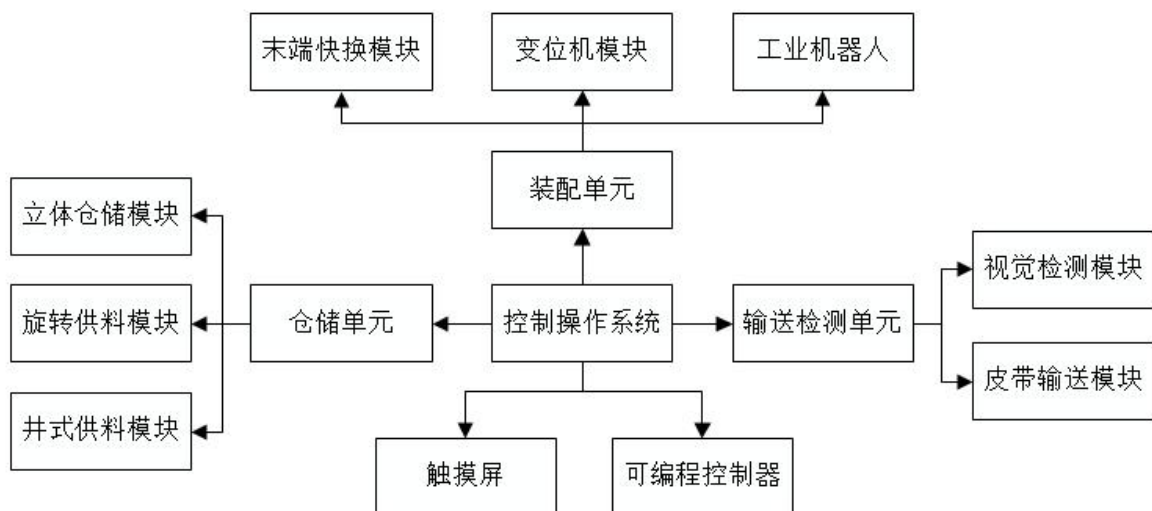 末端快换模块
变位机模块
工业机器人
装配单元
立体仓储模块
视觉检测模块
旋转供料模块
仓储单元
控制操作系统
输送检测单元
皮带输送模块
井式供料模块
触摸屏
可编程控制器